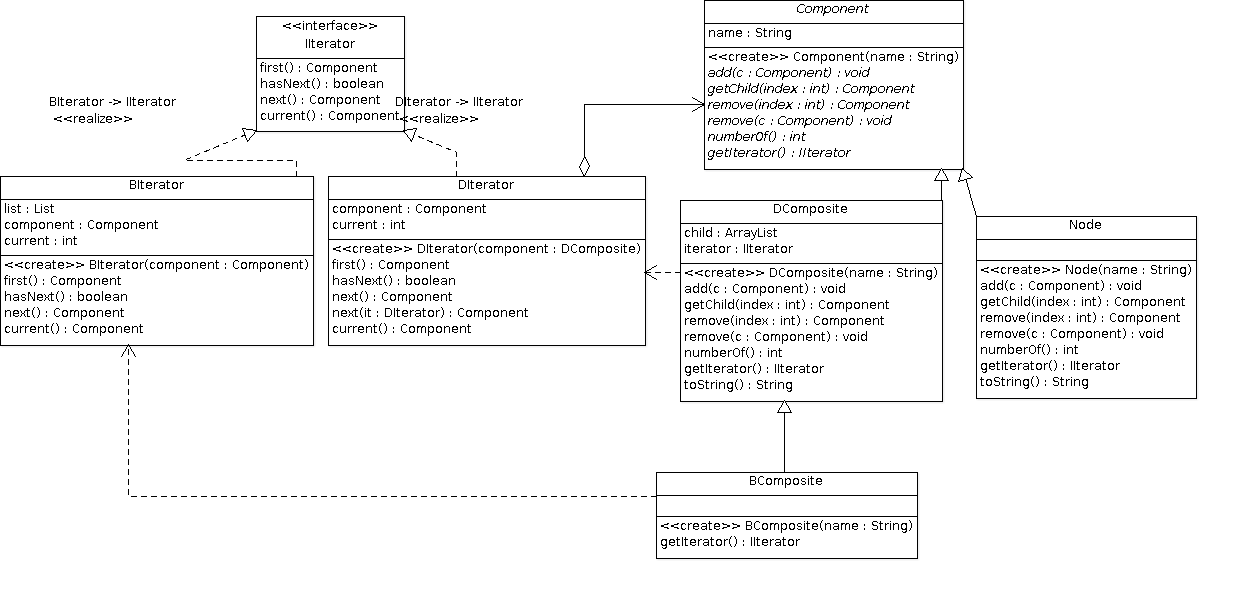 <<interface>>
IIterator
first() : Component
hasNext() : boolean
next() : Component
current() : Component
BIterator -> IIterator
<<realize>>
DIterator -> IIterator
<<realize>>
Component
name : String
<<create>> Component(name : String)
add(c : Component) : void
getChild(index : int) : Component
remove(index : int) : Component
remove(c : Component) : void
numberOf() : int
getIterator() : IIterator
BIterator
list : List
component : Component
current : int
<<create>> BIterator(component : Component)
first() : Component
hasNext() : boolean
next() : Component
current() : Component
DIterator
component : Component
current : int
<<create>> DIterator(component : DComposite)
first() : Component
hasNext() : boolean
next() : Component
next(it : DIterator) : Component
current() : Component
DComposite
child : ArrayList
iterator : IIterator
<<create>> DComposite(name : String)
add(c : Component) : void
getChild(index : int) : Component
remove(index : int) : Component
remove(c : Component) : void
numberOf() : int
getIterator() : IIterator
toString() : String
Node
<<create>> Node(name : String)
add(c : Component) : void
getChild(index : int) : Component
remove(index : int) : Component
remove(c : Component) : void
numberOf() : int
getIterator() : IIterator
toString() : String
BComposite
<<create>> BComposite(name : String)
getIterator() : IIterator